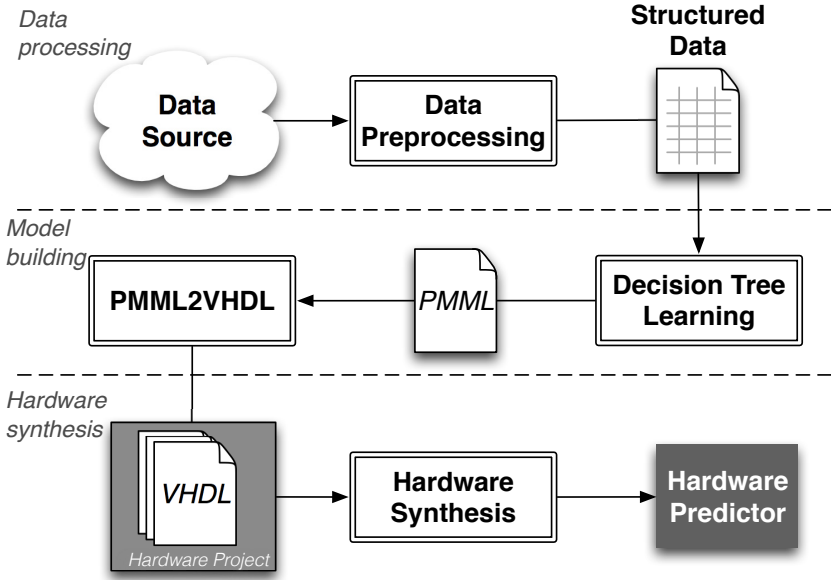 Data
processing
Structured
Data
Data
Source
Data
Preprocessing
Model
building
PMML2VHDL
PMML
Decision Tree
Learning
Hardware
synthesis
VHDL
Hardware Project
Hardware
Synthesis
Hardware
Predictor